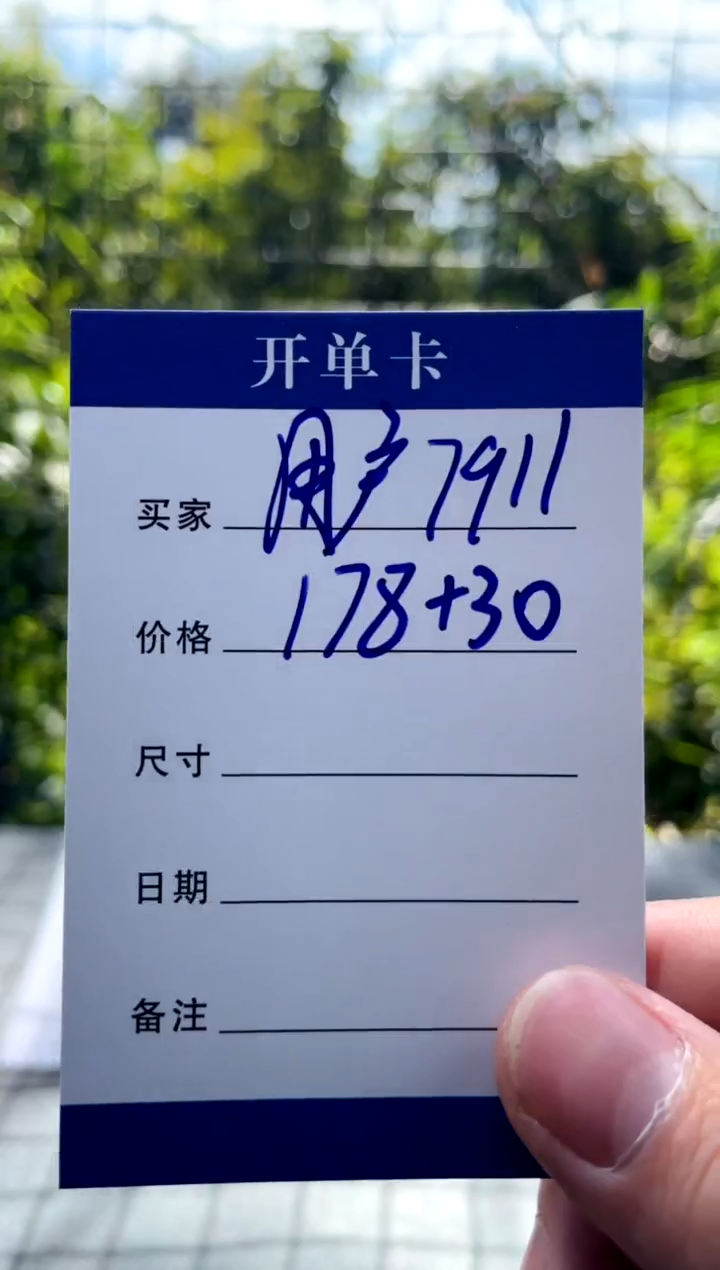 开单卡
买家 用户7911
价格 178+30
尺寸
日期
备注